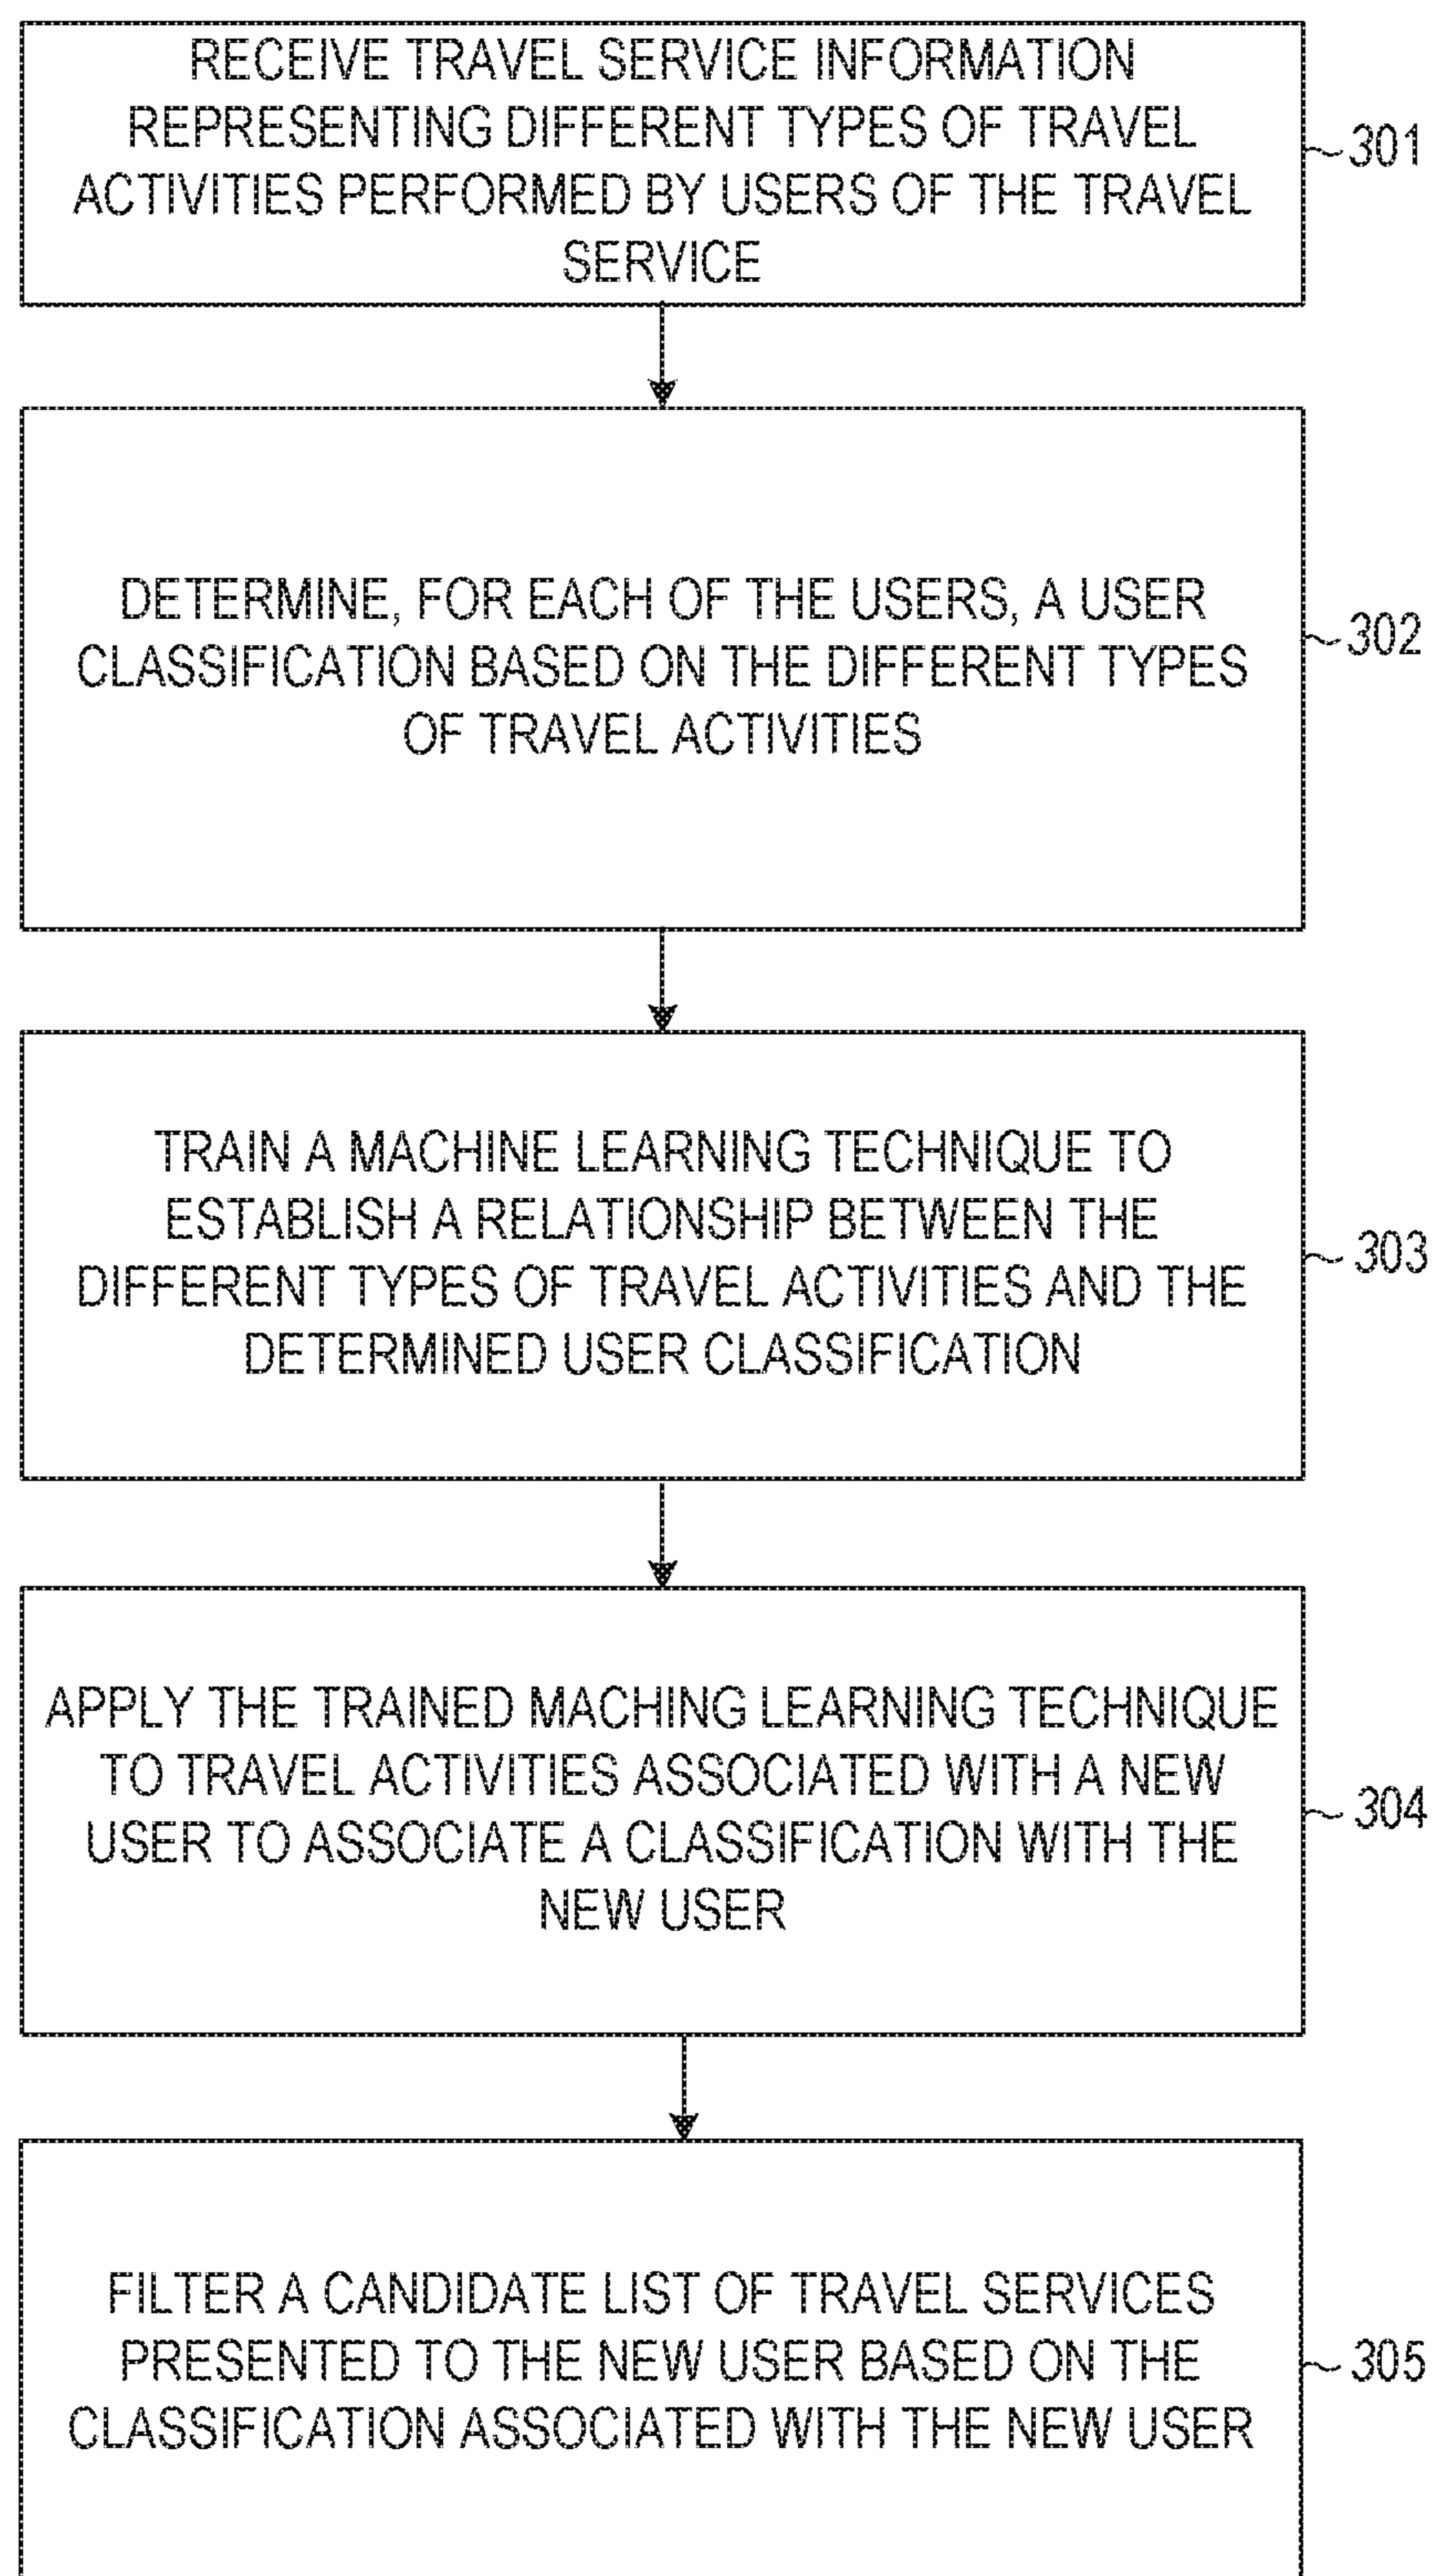 RECEIVE TRAVEL SERVICE INFORMATION
REPRESENTING DIFFERENT TYPES OF TRAVEL
ACTIVITIES PERFORMED BY USERS OF THE TRAVEL
SERVICE
301
DETERMINE, FOR EACH OF THE USERS, A USER
CLASSIFICATION BASED ON THE DIFFERENT TYPES
OF TRAVEL ACTIVITIES
302
TRAIN A MACHINE LEARNING TECHNIQUE TO
ESTABLISH A RELATIONSHIP BETWEEN THE
DIFFERENT TYPES OF TRAVEL ACTIVITIES AND THE
DETERMINED USER CLASSIFICATION
303
APPLY THE TRAINED MACHING LEARNING TECHNIQUE
TO TRAVEL ACTIVITIES ASSOCIATED WITH A NEW
USER TO ASSOCIATE A CLASSIFICATION WITH THE
NEW USER
304
FILTER A CANDIDATE LIST OF TRAVEL SERVICES
PRESENTED TO THE NEW USER BASED ON THE
CLASSIFICATION ASSOCIATED WITH THE NEW USER
305